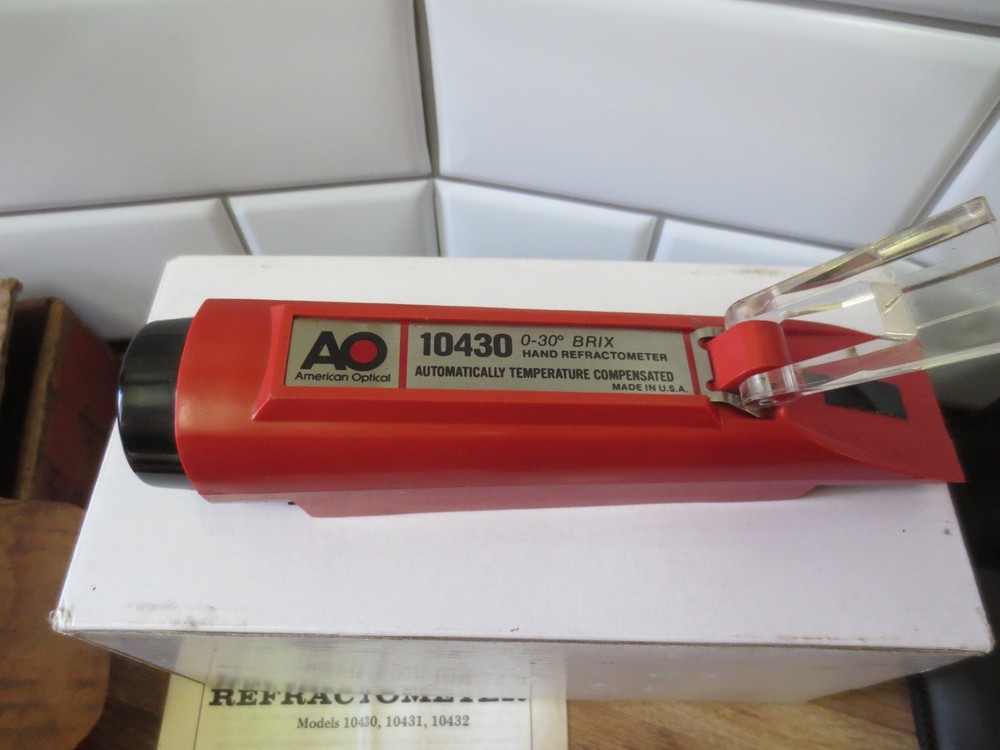 AO
American Optical
10430 0-30° BRIX
HAND REFRACTOMETER
AUTOMATICALLY TEMPERATURE COMPENSATED
MADE IN U.S.A.
REFRACTOMETER
Models 10430, 10431, 10432